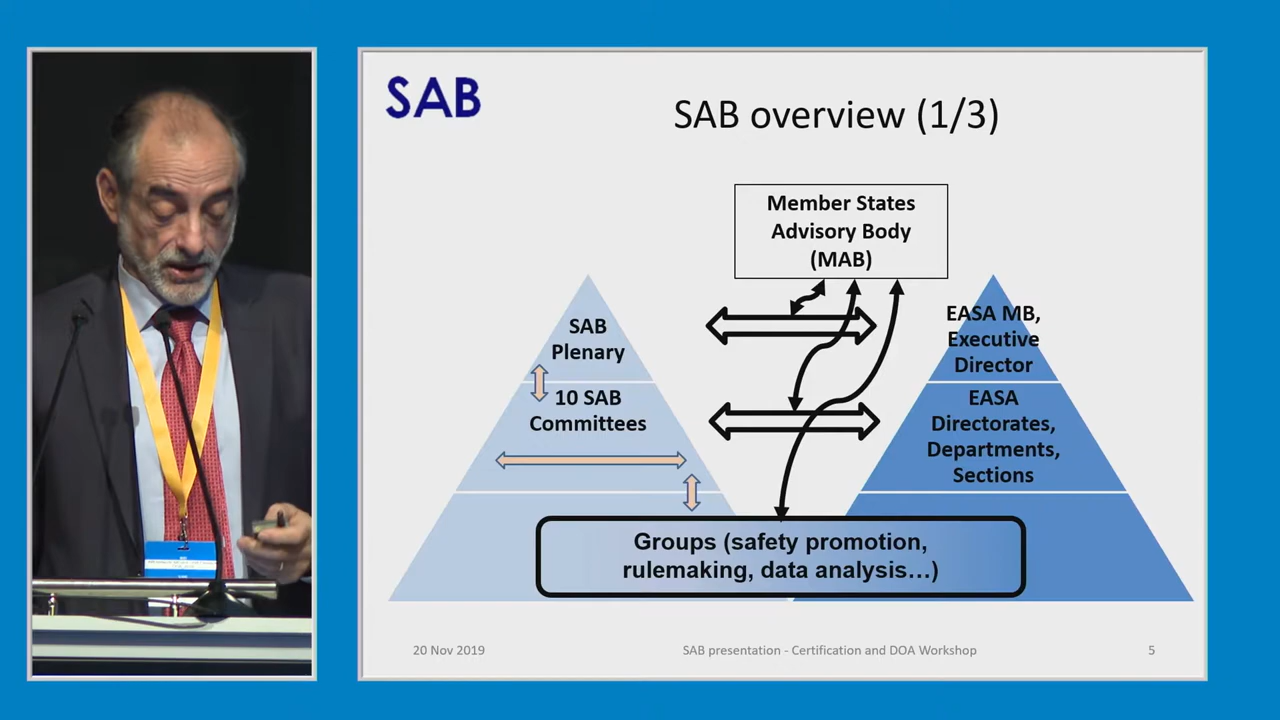 SAB
SAB overview (1/3)
Member States
Advisory Body
(MAB)
SAB
Plenary
10 SAB
Committees
EASA MB,
Executive
Director
EASA
Directorates,
Departments,
Sections
Groups (safety promotion,
rulemaking, data analysis…)
20 Nov 2019
SAB presentation - Certification and DOA Workshop
5